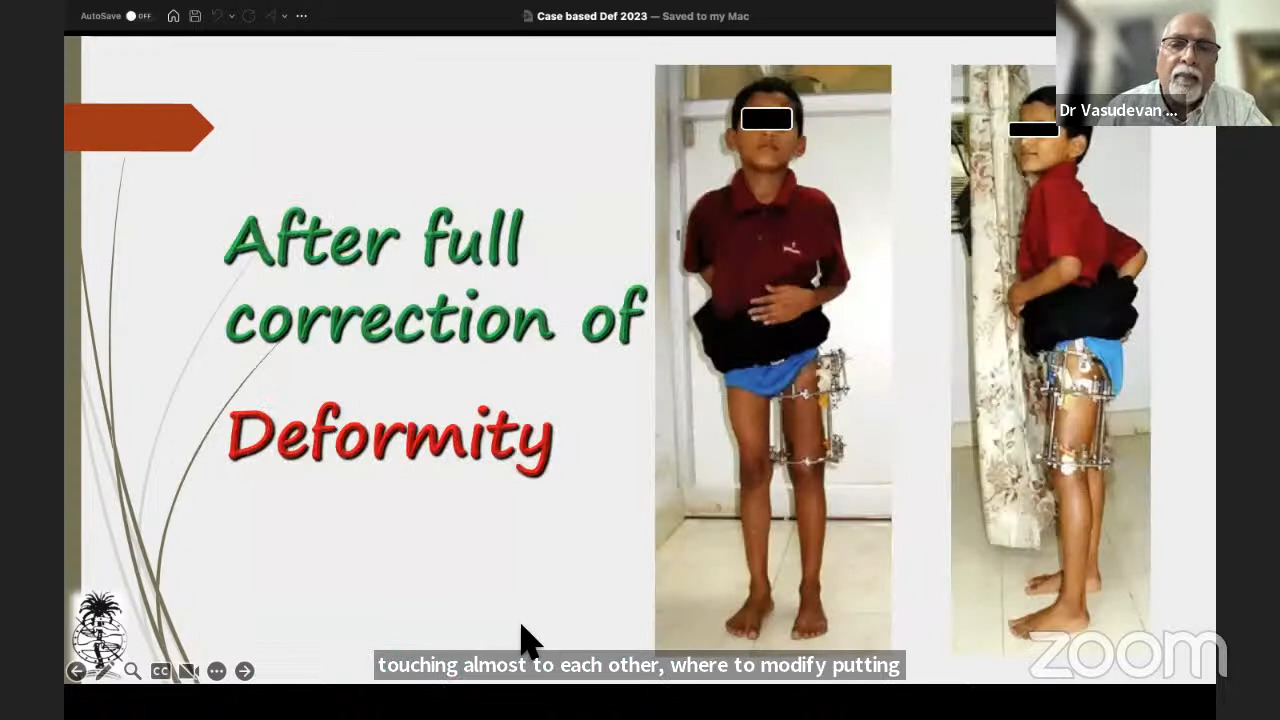 AutoSave OFF
Case based Def 2023 — Saved to my Mac
Dr Vasudevan ...
After full
correction of
Deformity
CC
touching almost to each other, where to modify putting
zoom